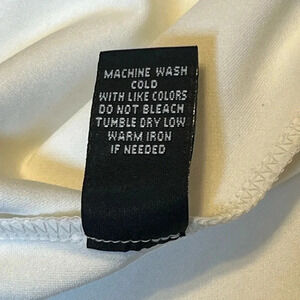 MACHINE WASH
COLD
WITH LIKE COLORS
DO NOT BLEACH
TUMBLE DRY LOW
WARM IRON
IF NEEDED